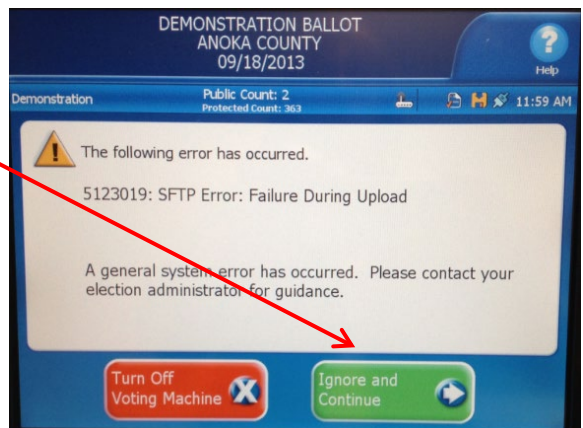 DEMONSTRATION BALLOT
ANOKA COUNTY
09/18/2013
?
Help
Demonstration
Public Count: 2
Protected Count: 363
11:59 AM
!
The following error has occurred.
5123019: SFTP Error: Failure During Upload
A general system error has occurred. Please contact your
election administrator for guidance.
Turn Off
Voting Machine X
Ignore and
Continue